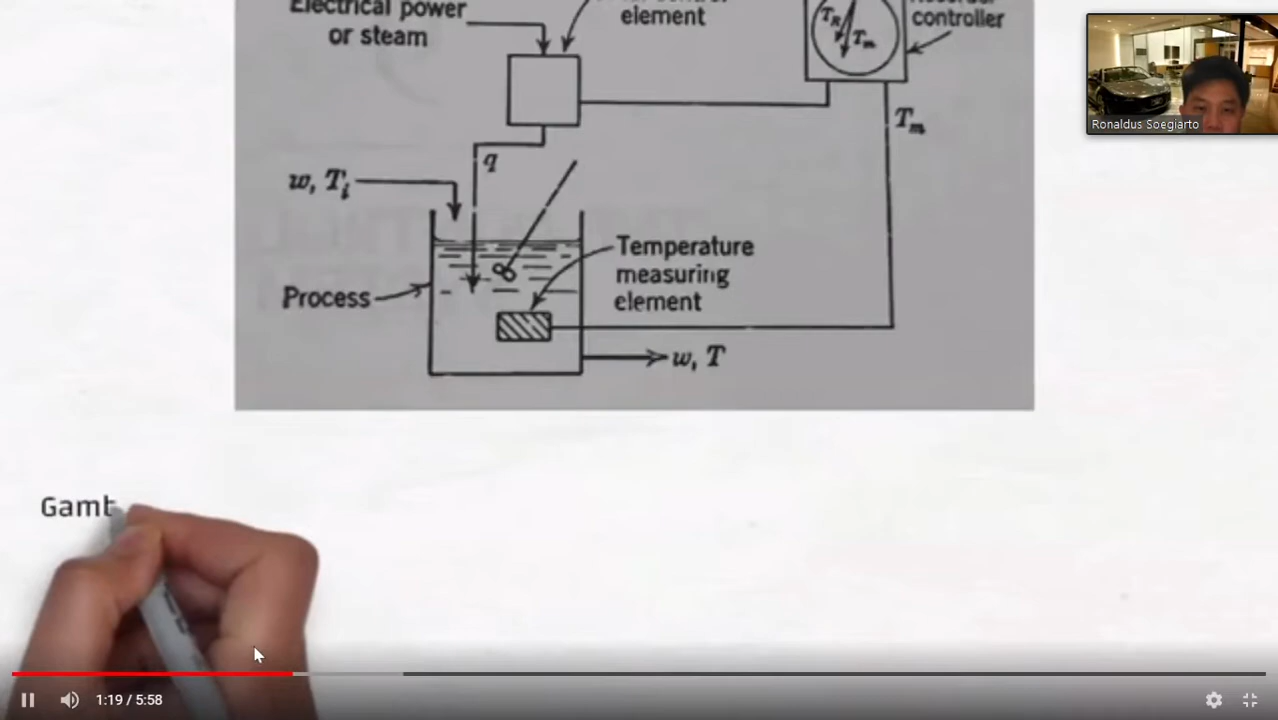 Electrical power
or steam
element
controller
T_R
T_m
T_m
q
w, T_i
Temperature
measuring
element
Process
w, T
Gamb
Ronaldus Soegiarto
1:19 / 5:58